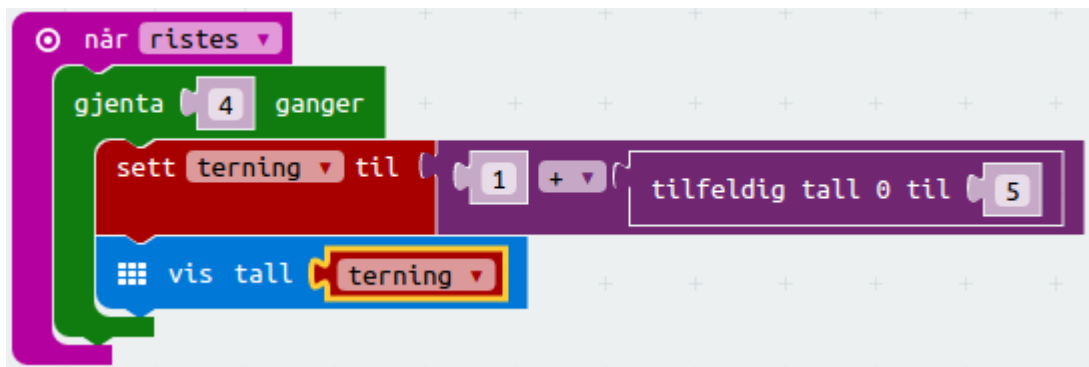 når ristes
gjenta 4 ganger
sett terning til 1 + tilfeldig tall 0 til 5
vis tall terning